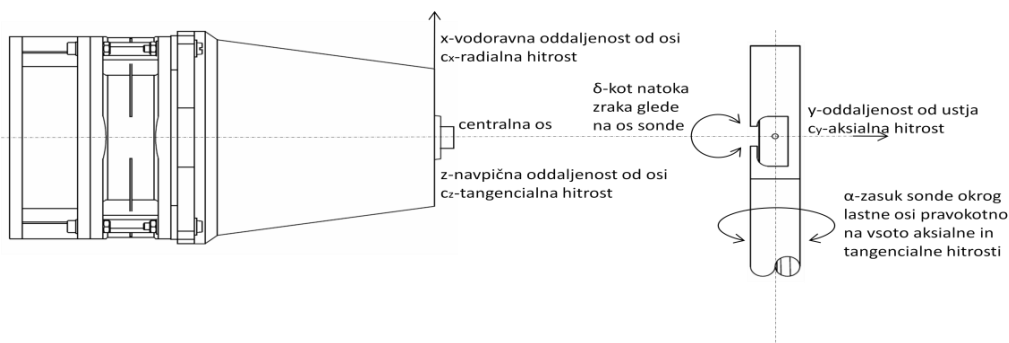 x-vodoravna oddaljenost od osi
cx-radialna hitrost
centralna os
z-navpična oddaljenost od osi
cz-tangencialna hitrost
δ-kot natoka
zraka glede
na os sonde
y-oddaljenost od ustja
cy-aksialna hitrost
α-zasuk sonde okrog
lastne osi pravokotno
na vsoto aksialne in
tangencialne hitrosti